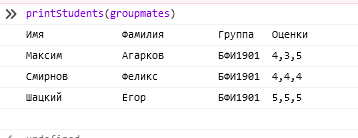 printStudents(groupmates)
Имя Фамилия Группа Оценки
Максим Агарков БФИ1901 4,3,5
Смирнов Феликс БФИ1901 4,4,4
Шацкий Егор БФИ1901 5,5,5